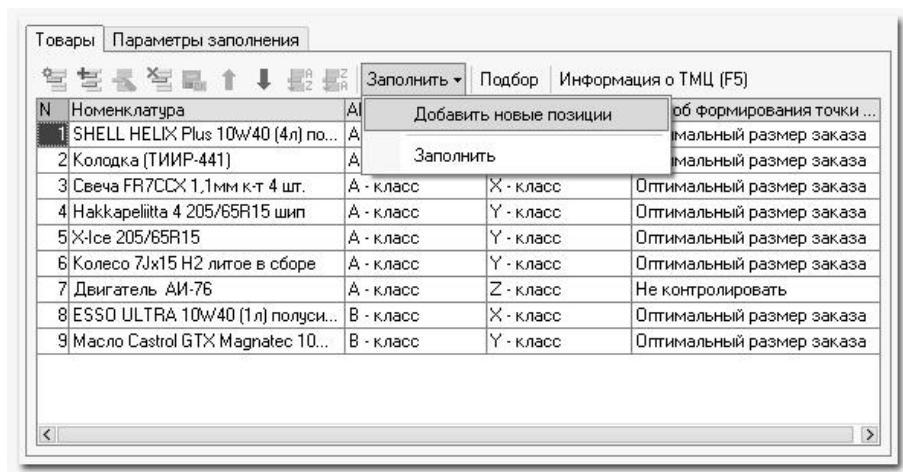 Товары Параметры заполнения
Заполнить Подбор Информация о ТМЦ (F5)
N Номенклатура об формирования точки ...
Добавить новые позиции
Заполнить
1 SHELL HELIX Plus 10W40 (4л) по... А мальный размер заказа
2 Колодка (ТИИР-441) А мальный размер заказа
3 Свеча FR7CCX 1,1мм к-т 4 шт. А - класс X - класс Оптимальный размер заказа
4 Hakkapeliitta 4 205/65R15 шип А - класс Y - класс Оптимальный размер заказа
5 X-Ice 205/65R15 А - класс Y - класс Оптимальный размер заказа
6 Колесо 7Jx15 H2 литое в сборе А - класс Y - класс Оптимальный размер заказа
7 Двигатель АИ-76 А - класс Z - класс Не контролировать
8 ESSO ULTRA 10W40 (1л) полуси... В - класс X - класс Оптимальный размер заказа
9 Масло Castrol GTX Magnatec 10... В - класс Y - класс Оптимальный размер заказа